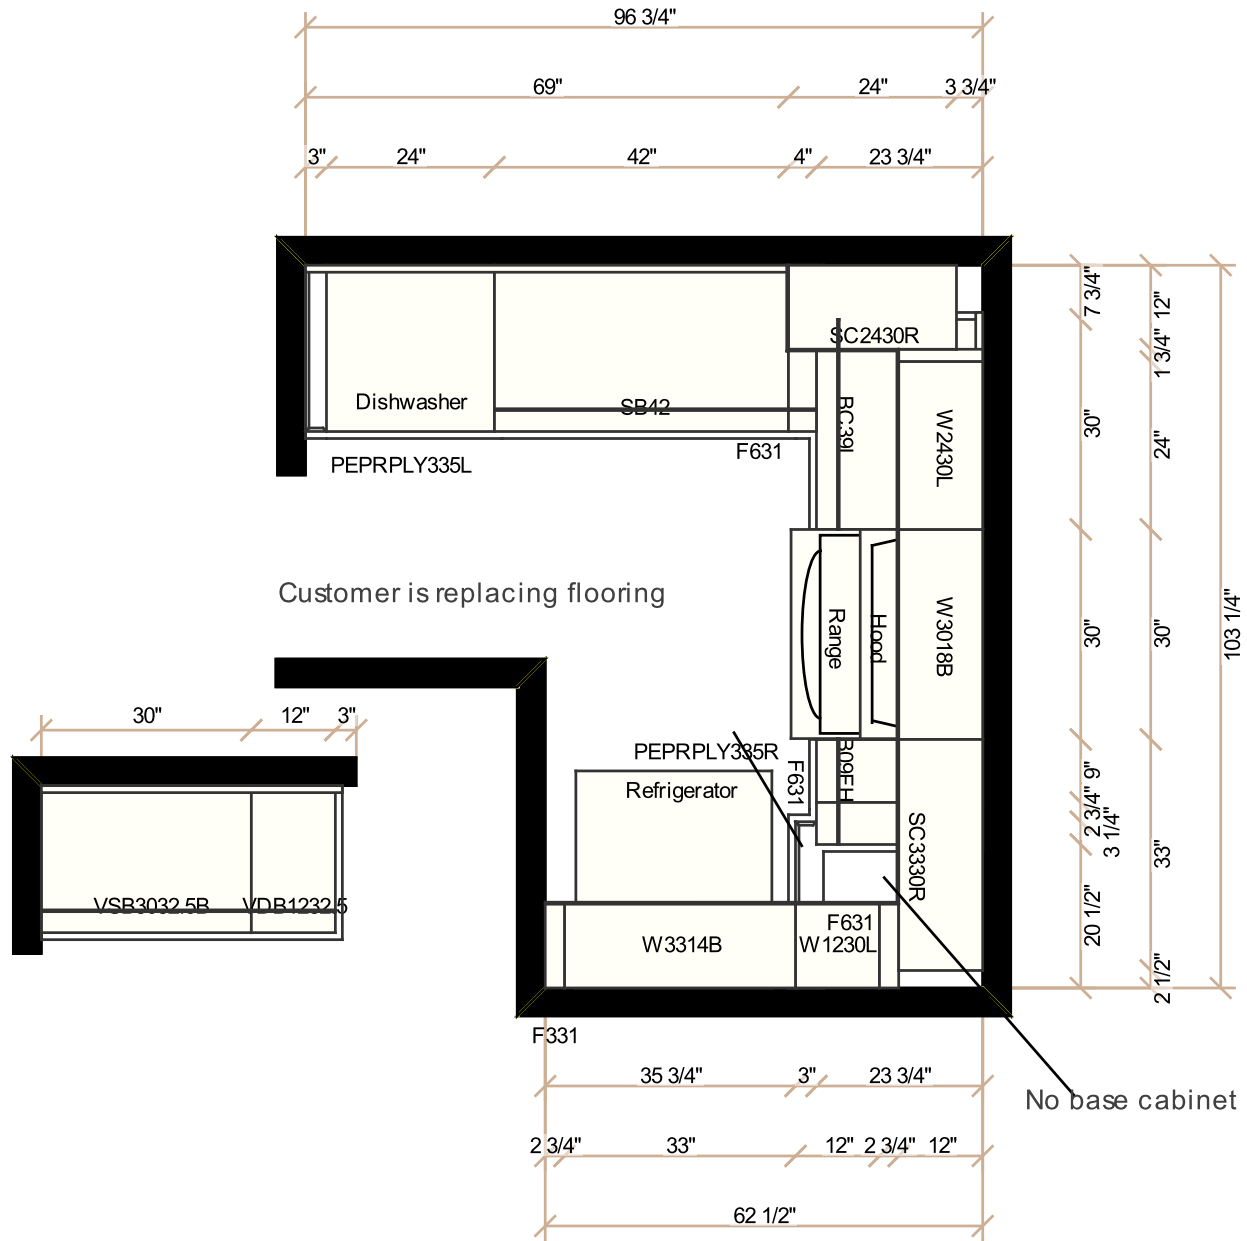 96 3/4"
69"
24"
3 3/4"
3"
24"
42"
4"
23 3/4"
7 3/4"
12"
1 3/4"
SC2430R
Dishwasher
SB42
BC39L
W2430L
30"
24"
F631
PEPRPLY335L
Customer is replacing flooring
Range
Hood
W3018B
30"
30"
103 1/4"
30"
12"
3"
PEPRPLY335R
F631
B09FH
Refrigerator
9"
2 3/4"
3 1/4"
33"
SC3330R
VSB3032.5B
VDB1232.5
20 1/2"
F631
W3314B
W1230L
2 1/2"
F331
35 3/4"
3"
23 3/4"
No base cabinet
2 3/4"
33"
12"
2 3/4"
12"
62 1/2"